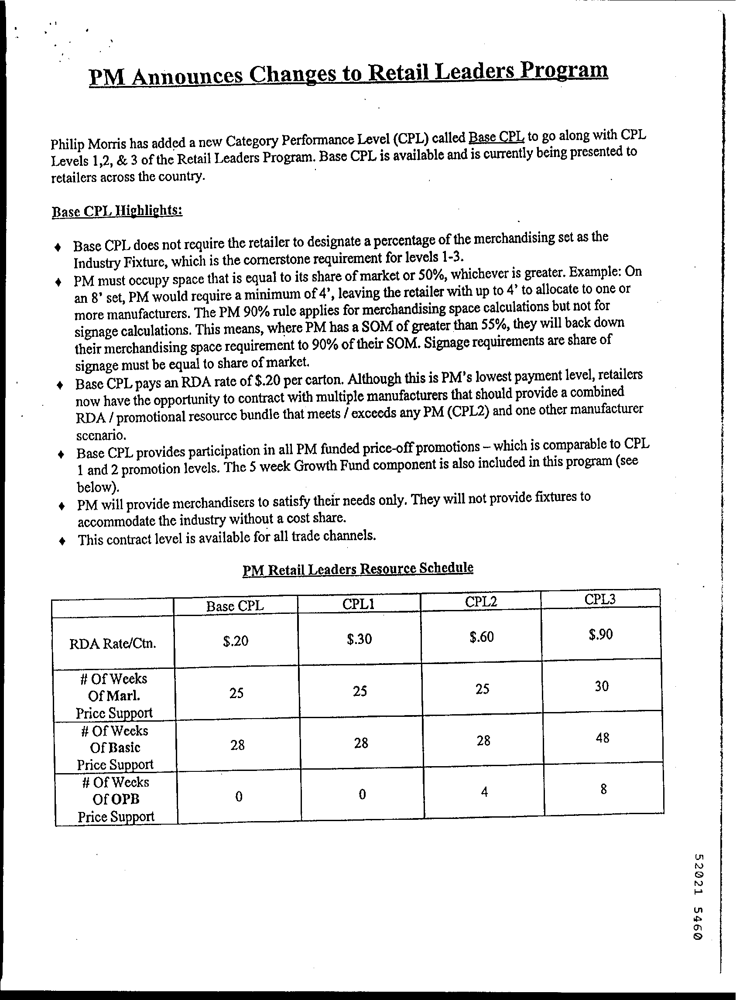 PM Announces Changes to Retail Leaders Program
Philip Morris has added a new Category Performance Level (CPL) called Base CPL to go along with CPL
Levels 1,2, & 3 of the Retail Leaders Program. Base CPL is available and is currently being presented to
retailers across the country.
Base CPL Highlights:
♦ Base CPL does not require the retailer to designate a percentage of the merchandising set as the
Industry Fixture, which is the cornerstone requirement for levels 1-3.
♦ PM must occupy space that is equal to its share of market or 50%, whichever is greater. Example: On
an 8' set, PM would require a minimum of 4', leaving the retailer with up to 4' to allocate to one or
more manufacturers. The PM 90% rule applies for merchandising space calculations but not for
signage calculations. This means, where PM has a SOM of greater than 55%, they will back down
their merchandising space requirement to 90% of their SOM. Signage requirements are share of
signage must be equal to share of market.
♦ Base CPL pays an RDA rate of $.20 per carton. Although this is PM's lowest payment level, retailers
now have the opportunity to contract with multiple manufacturers that should provide a combined
RDA / promotional resource bundle that meets / exceeds any PM (CPL2) and one other manufacturer
scenario.
♦ Base CPL provides participation in all PM funded price-off promotions – which is comparable to CPL
1 and 2 promotion levels. The 5 week Growth Fund component is also included in this program (see
below).
♦ PM will provide merchandisers to satisfy their needs only. They will not provide fixtures to
accommodate the industry without a cost share.
♦ This contract level is available for all trade channels.
PM Retail Leaders Resource Schedule
Base CPL CPL1 CPL2 CPL3
RDA Rate/Ctn. $.20 $.30 $.60 $.90
# Of Weeks
Of Marl. 25 25 25 30
Price Support
# Of Weeks
Of Basic 28 28 28 48
Price Support
# Of Weeks
Of OPB 0 0 4 8
Price Support
52021 5460